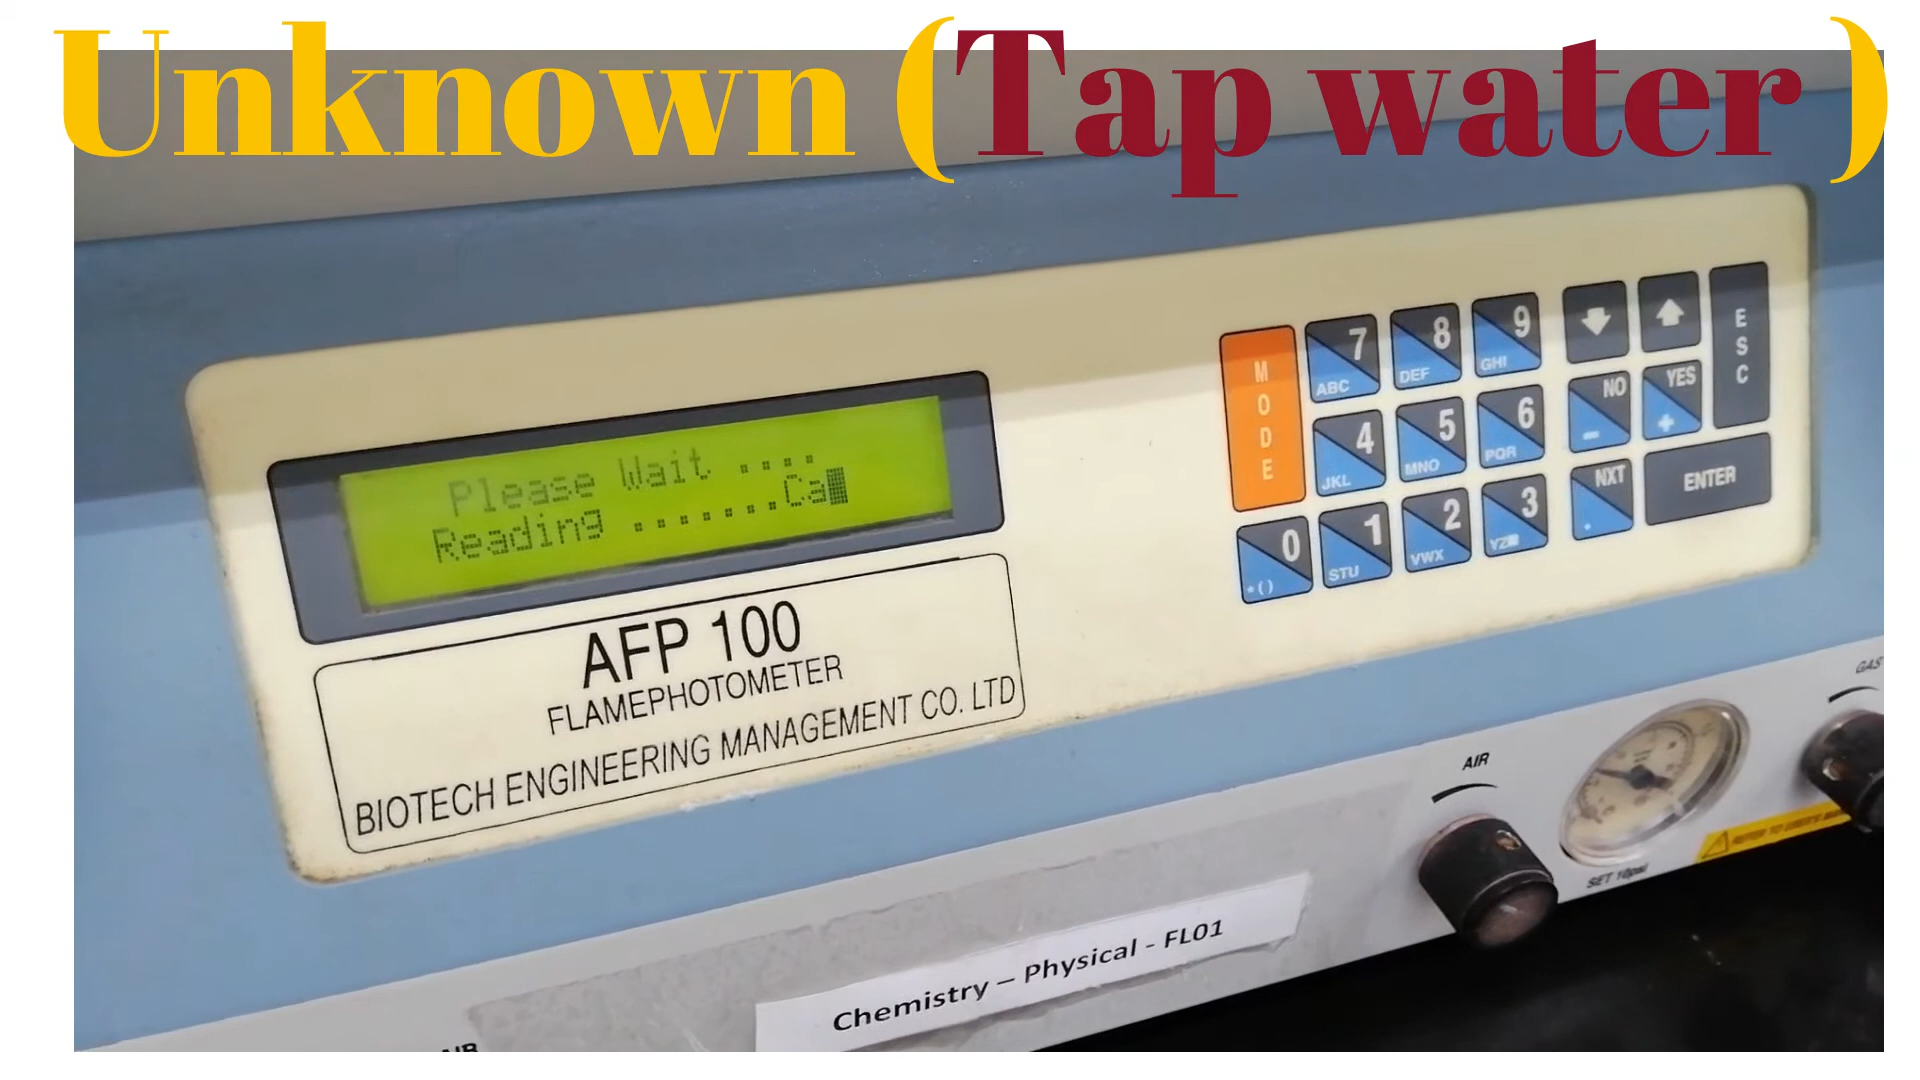 Unknown (Tap water )
Please Wait ....
Reading .......Ca
AFP 100
FLAMEPHOTOMETER
BIOTECH ENGINEERING MANAGEMENT CO. LTD
MODE
7 ABC
8 DEF
9 GHI
4 JKL
5 MNO
6 PQR
0 *()
1 STU
2 VWX
3 YZ
NO -
YES +
NXT .
ESC
ENTER
GAS
AIR
SET 10psi
Chemistry – Physical - FL01